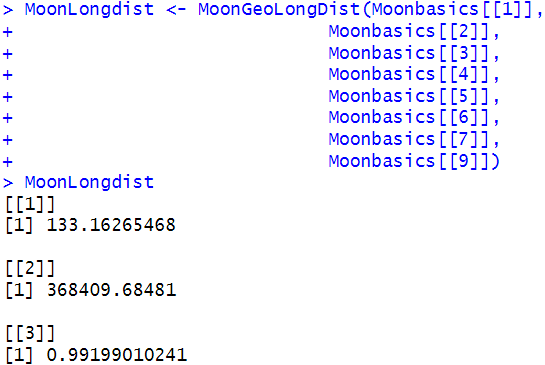 > MoonLongdist <- MoonGeoLongDist(Moonbasics[[1]],
+                              Moonbasics[[2]],
+                              Moonbasics[[3]],
+                              Moonbasics[[4]],
+                              Moonbasics[[5]],
+                              Moonbasics[[6]],
+                              Moonbasics[[7]],
+                              Moonbasics[[9]])
> MoonLongdist
[[1]]
[1] 133.16265468

[[2]]
[1] 368409.68481

[[3]]
[1] 0.99199010241